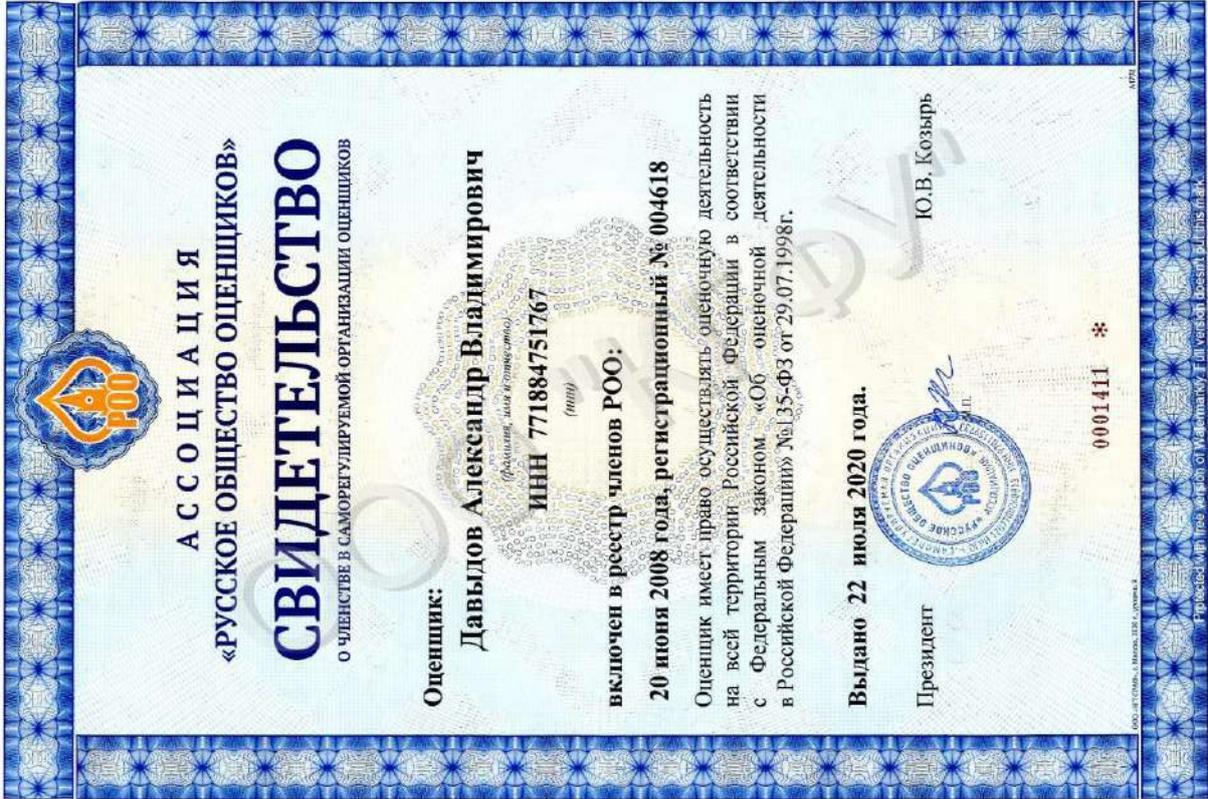 РОО
АССОЦИАЦИЯ
«РУССКОЕ ОБЩЕСТВО ОЦЕНЩИКОВ»
СВИДЕТЕЛЬСТВО
О ЧЛЕНСТВЕ В САМОРЕГУЛИРУЕМОЙ ОРГАНИЗАЦИИ ОЦЕНЩИКОВ
Оценщик:
Давыдов Александр Владимирович
(фамилия, имя и отчество)
ИНН 771884751767
(инн)
включен в реестр членов РОО:
20 июня 2008 года, регистрационный № 004618
Оценщик имеет право осуществлять оценочную деятельность
на всей территории Российской Федерации в соответствии
с Федеральным законом «Об оценочной деятельности
в Российской Федерации» №135-ФЗ от 29.07.1998г.
Выдано 22 июля 2020 года.
Президент
Ю.В. Козырь
0001411 *
Protected with free version of Watermarkly. Full version doesn't put this mark.